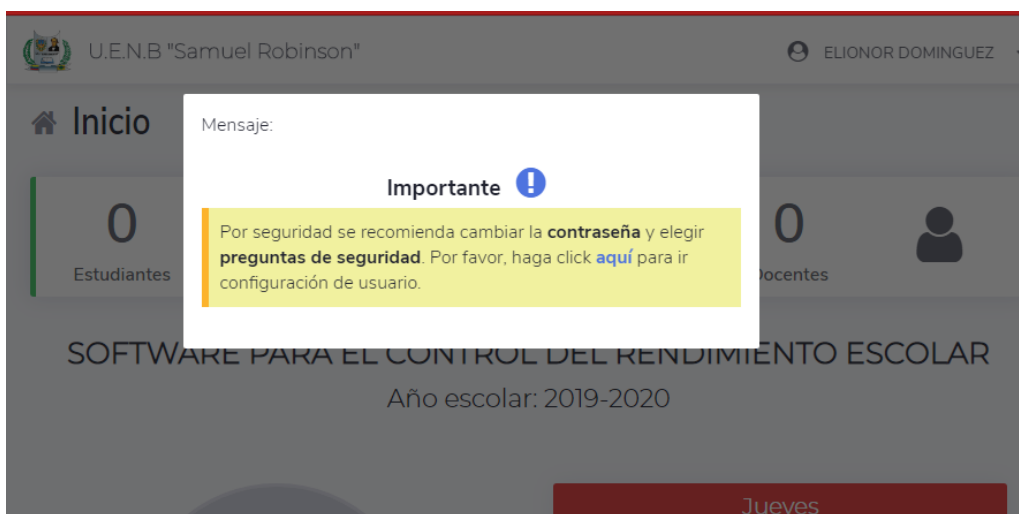 U.E.N.B "Samuel Robinson"
ELIONOR DOMINGUEZ
Inicio
Mensaje:
Importante
Por seguridad se recomienda cambiar la contraseña y elegir
preguntas de seguridad. Por favor, haga click aquí para ir
configuración de usuario.
0
Estudiantes
0
Docentes
SOFTWARE PARA EL CONTROL DEL RENDIMIENTO ESCOLAR
Año escolar: 2019-2020
Jueves